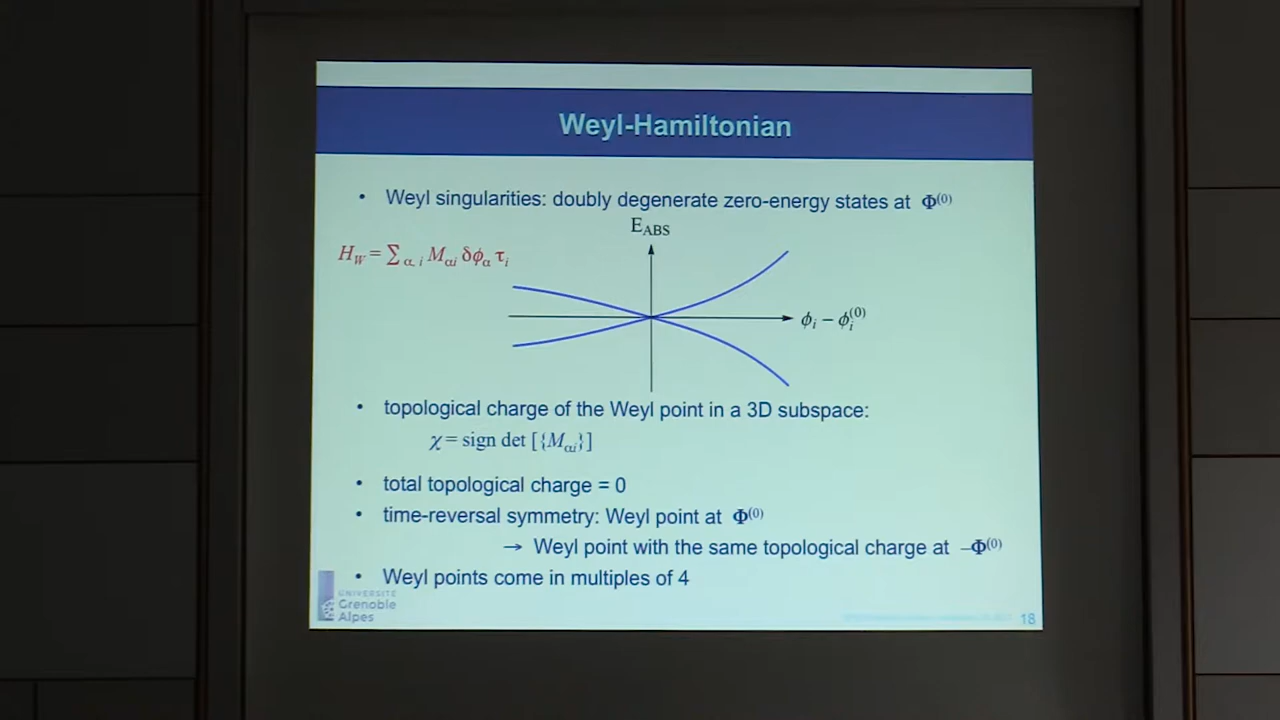 Weyl-Hamiltonian
• Weyl singularities: doubly degenerate zero-energy states at Φ⁽⁰⁾
E_ABS
H_W = ∑_α,i M_αi δϕ_α τ_i
ϕ_i – ϕ_i⁽⁰⁾
• topological charge of the Weyl point in a 3D subspace:
χ = sign det [{M_αi}]
• total topological charge = 0
• time-reversal symmetry: Weyl point at Φ⁽⁰⁾
→ Weyl point with the same topological charge at –Φ⁽⁰⁾
• Weyl points come in multiples of 4
UNIVERSITÉ
Grenoble
Alpes
18